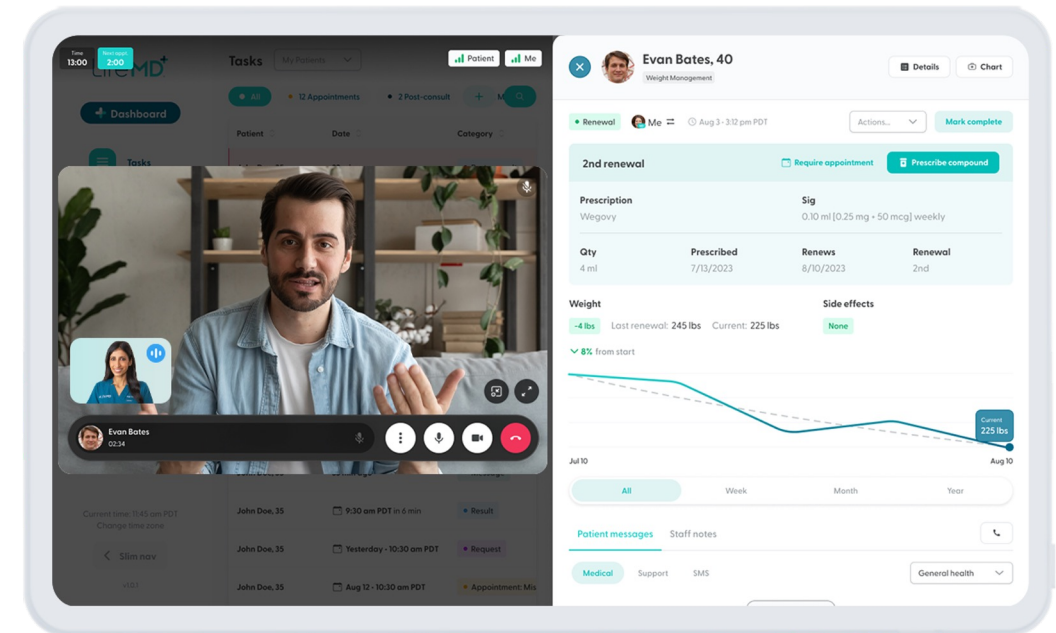 Time
13:00
Next appt.
2:00
LifeMD+
Dashboard
Tasks
Current time: 11:45 am PDT
Change time zone
Slim nav
Tasks
My Patients
Patient
Me
All
12 Appointments
2 Post-consult
Patient
Date
Category
Evan Bates
02:34
John Doe, 35
9:30 am PDT in 6 min
Result
John Doe, 35
Yesterday - 10:30 am PDT
Request
John Doe, 35
Aug 12 - 10:30 am PDT
Appointment: Mis
Evan Bates, 40
Weight Management
Details
Chart
Renewal
Me
Aug 3 - 3:12 pm PDT
Actions...
Mark complete
2nd renewal
Require appointment
Prescribe compound
Prescription
Sig
Wegovy
0.10 ml [0.25 mg • 50 mcg] weekly
Qty
Prescribed
Renews
Renewal
4 ml
7/13/2023
8/10/2023
2nd
Weight
Side effects
-4 lbs
Last renewal: 245 lbs
Current: 225 lbs
None
8% from start
Current
225 lbs
Jul 10
Aug 10
All
Week
Month
Year
Patient messages
Staff notes
Medical
Support
SMS
General health